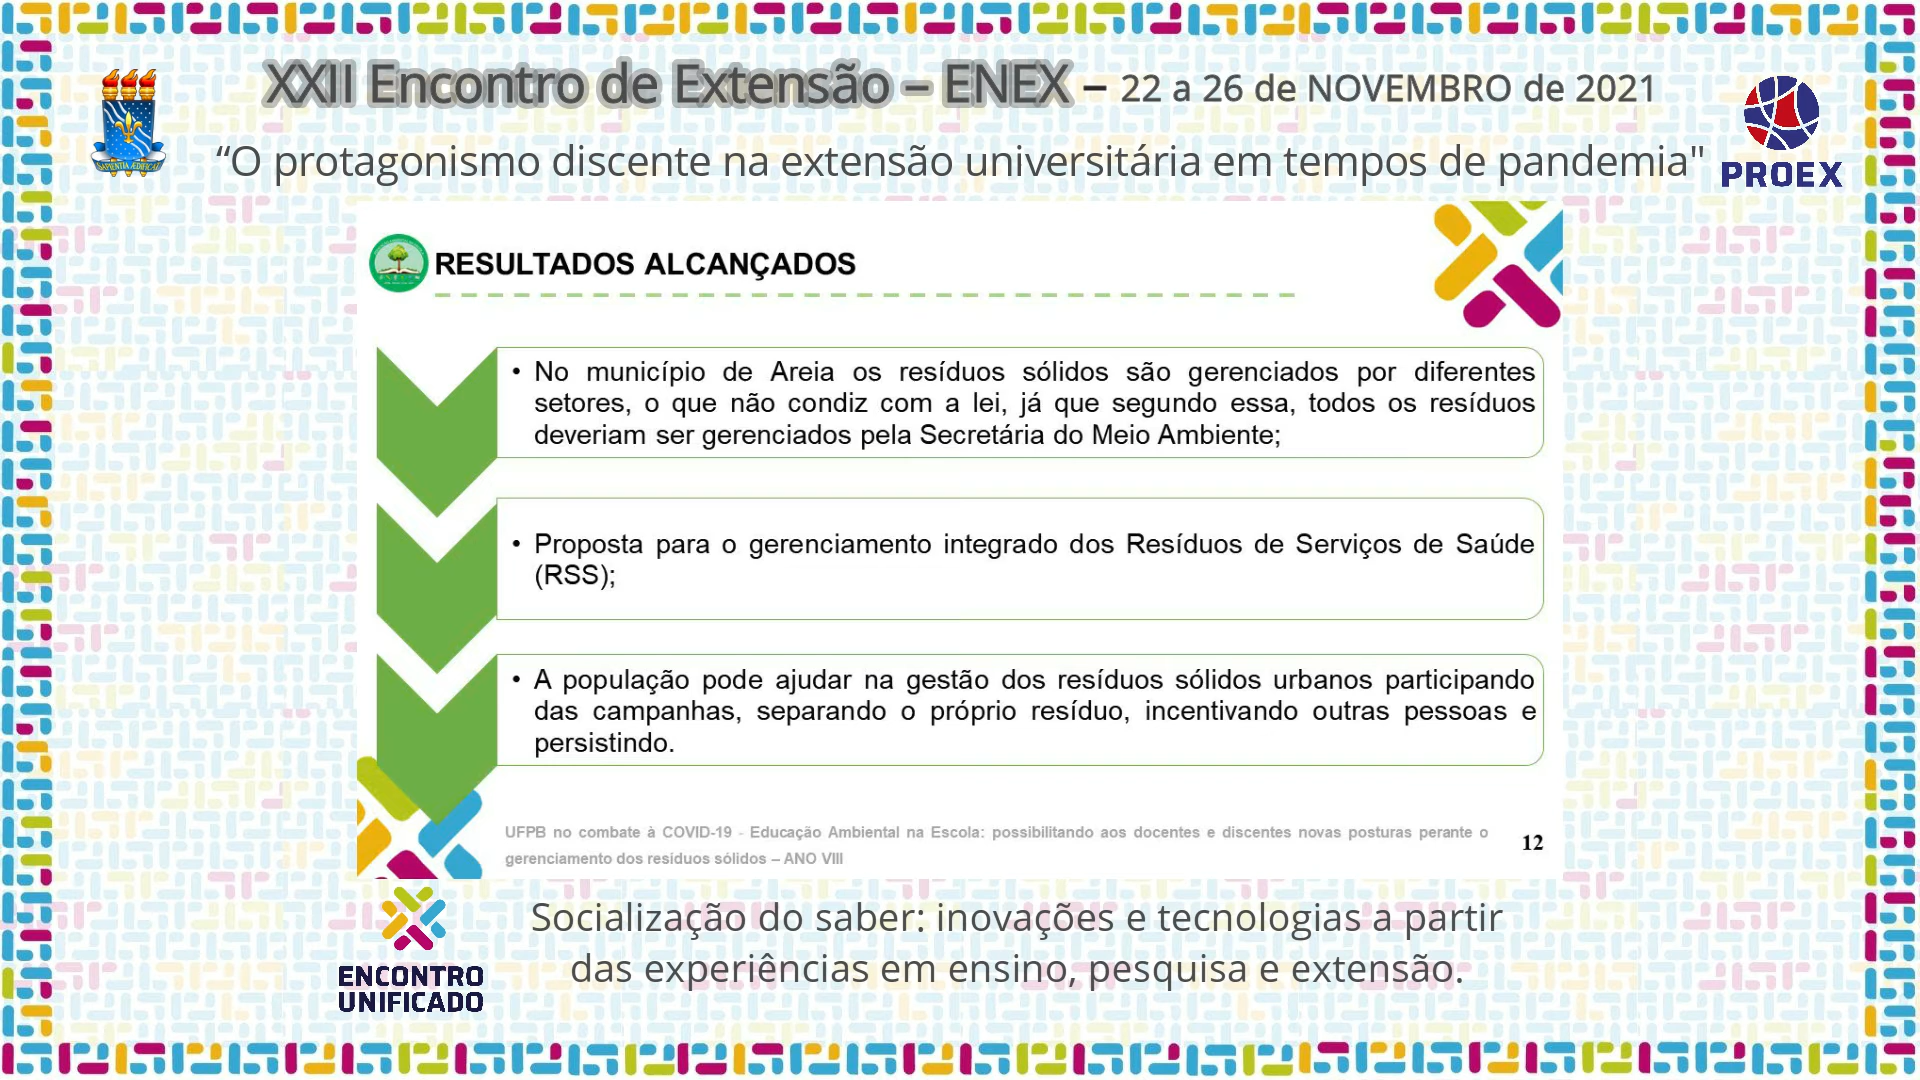 XXII Encontro de Extensão – ENEX – 22 a 26 de NOVEMBRO de 2021
“O protagonismo discente na extensão universitária em tempos de pandemia"
PROEX
RESULTADOS ALCANÇADOS
• No município de Areia os resíduos sólidos são gerenciados por diferentes
setores, o que não condiz com a lei, já que segundo essa, todos os resíduos
deveriam ser gerenciados pela Secretária do Meio Ambiente;
• Proposta para o gerenciamento integrado dos Resíduos de Serviços de Saúde
(RSS);
• A população pode ajudar na gestão dos resíduos sólidos urbanos participando
das campanhas, separando o próprio resíduo, incentivando outras pessoas e
persistindo.
UFPB no combate à COVID-19 - Educação Ambiental na Escola: possibilitando aos docentes e discentes novas posturas perante o
gerenciamento dos resíduos sólidos – ANO VIII
12
Socialização do saber: inovações e tecnologias a partir
das experiências em ensino, pesquisa e extensão.
ENCONTRO
UNIFICADO